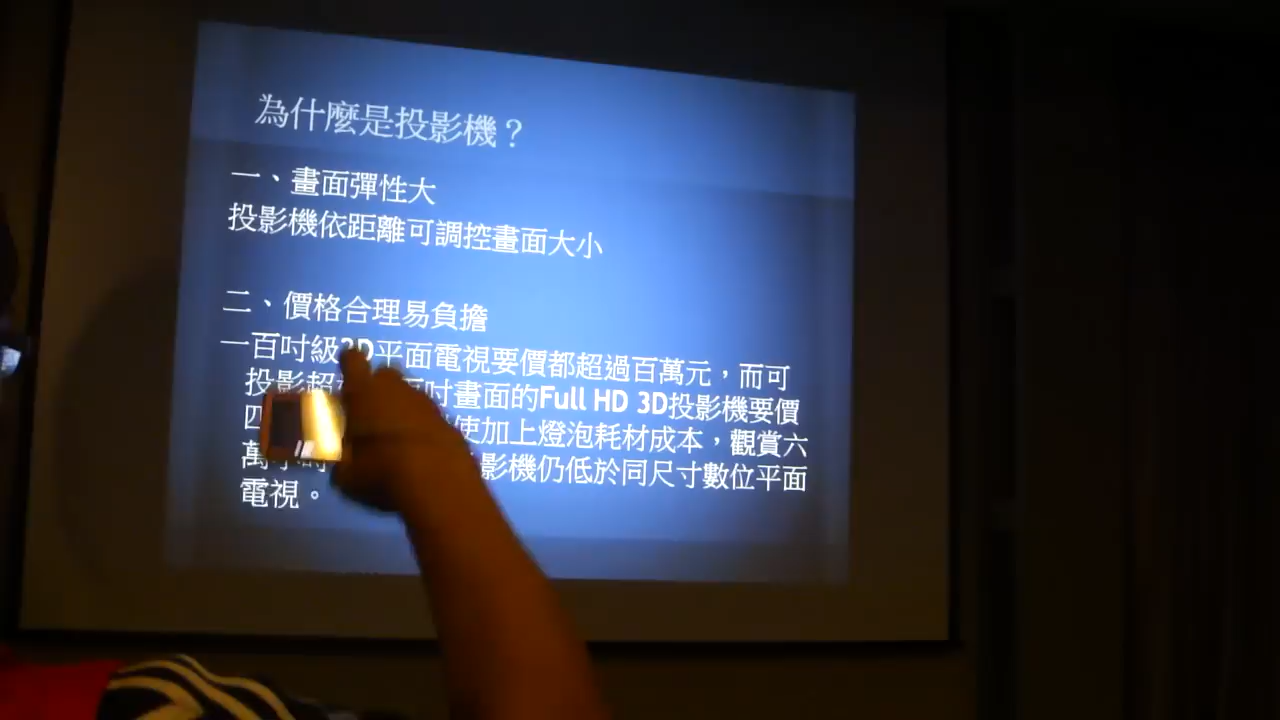 為什麼是投影機？
一、畫面彈性大
投影機依距離可調控畫面大小
二、價格合理易負擔
一百吋級3D平面電視要價都超過百萬元，而可
投影超 吋畫面的Full HD 3D投影機要價
四 使加上燈泡耗材成本，觀賞六
萬小時 影機仍低於同尺寸數位平面
電視。